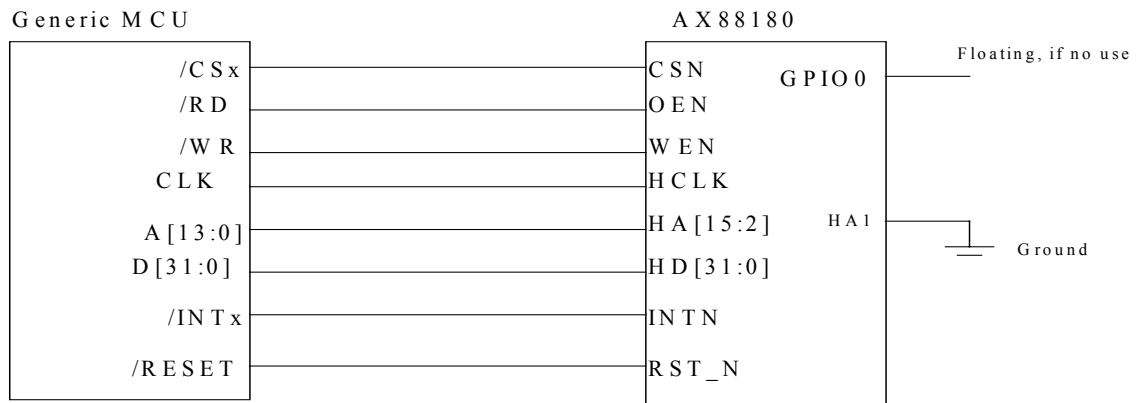 Generic MCU
AX88180
Floating, if no use
/CSx
CSN
GPIO0
/RD
OEN
/WR
WEN
CLK
HCLK
A[13:0]
HA[15:2]
HA1
D[31:0]
HD[31:0]
Ground
/INTx
INTN
/RESET
RST_N